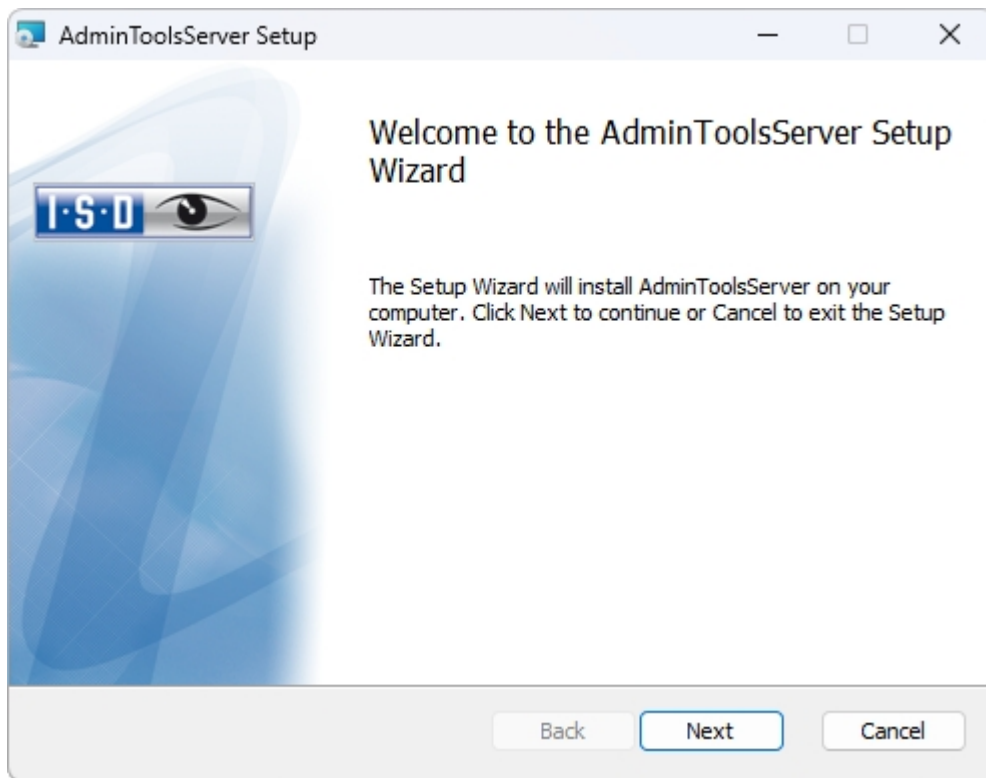 AdminToolsServer Setup
Welcome to the AdminToolsServer Setup
Wizard
I·S·D
The Setup Wizard will install AdminToolsServer on your
computer. Click Next to continue or Cancel to exit the Setup
Wizard.
Back
Next
Cancel